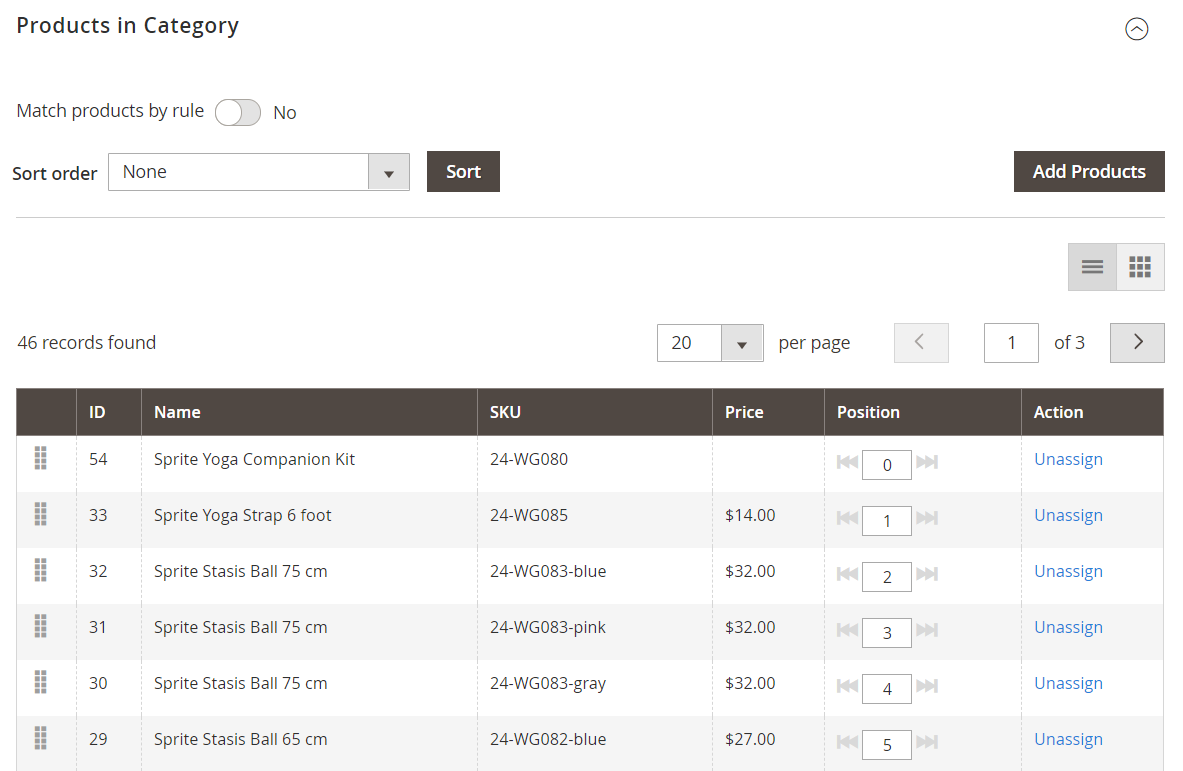 Products in Category
Match products by rule No
Sort order None Sort Add Products
46 records found 20 per page 1 of 3
ID Name SKU Price Position Action
54 Sprite Yoga Companion Kit 24-WG080 0 Unassign
33 Sprite Yoga Strap 6 foot 24-WG085 $14.00 1 Unassign
32 Sprite Stasis Ball 75 cm 24-WG083-blue $32.00 2 Unassign
31 Sprite Stasis Ball 75 cm 24-WG083-pink $32.00 3 Unassign
30 Sprite Stasis Ball 75 cm 24-WG083-gray $32.00 4 Unassign
29 Sprite Stasis Ball 65 cm 24-WG082-blue $27.00 5 Unassign